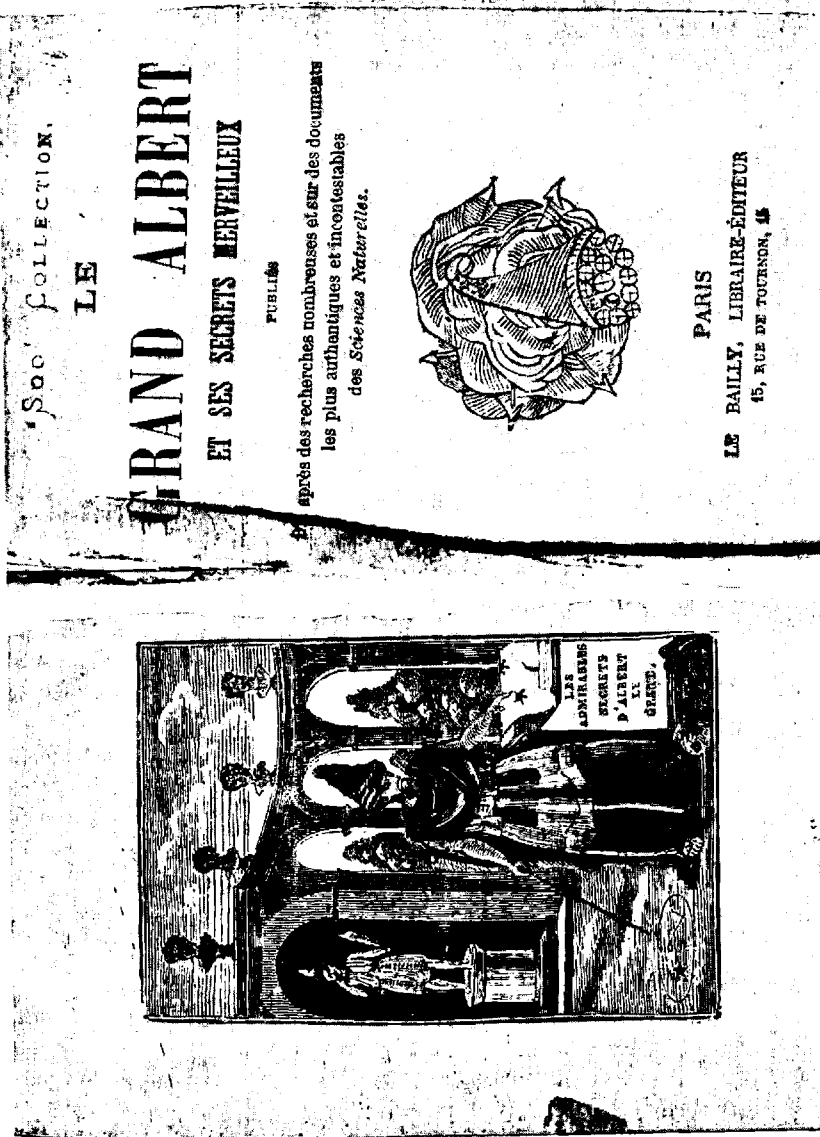 LES
ADMIRABLES
SECRETS
D'ALBERT
LE
GRAND.
COLLECTION.
LE
GRAND ALBERT
ET SES SECRETS MERVEILLEUX
PUBLIÉS
après des recherches nombreuses et sur des documents
les plus authentiques et incontestables
des Sciences Naturelles.
PARIS
LE BAILLY, LIBRAIRE-ÉDITEUR
15, RUE DE TOURNON, 15